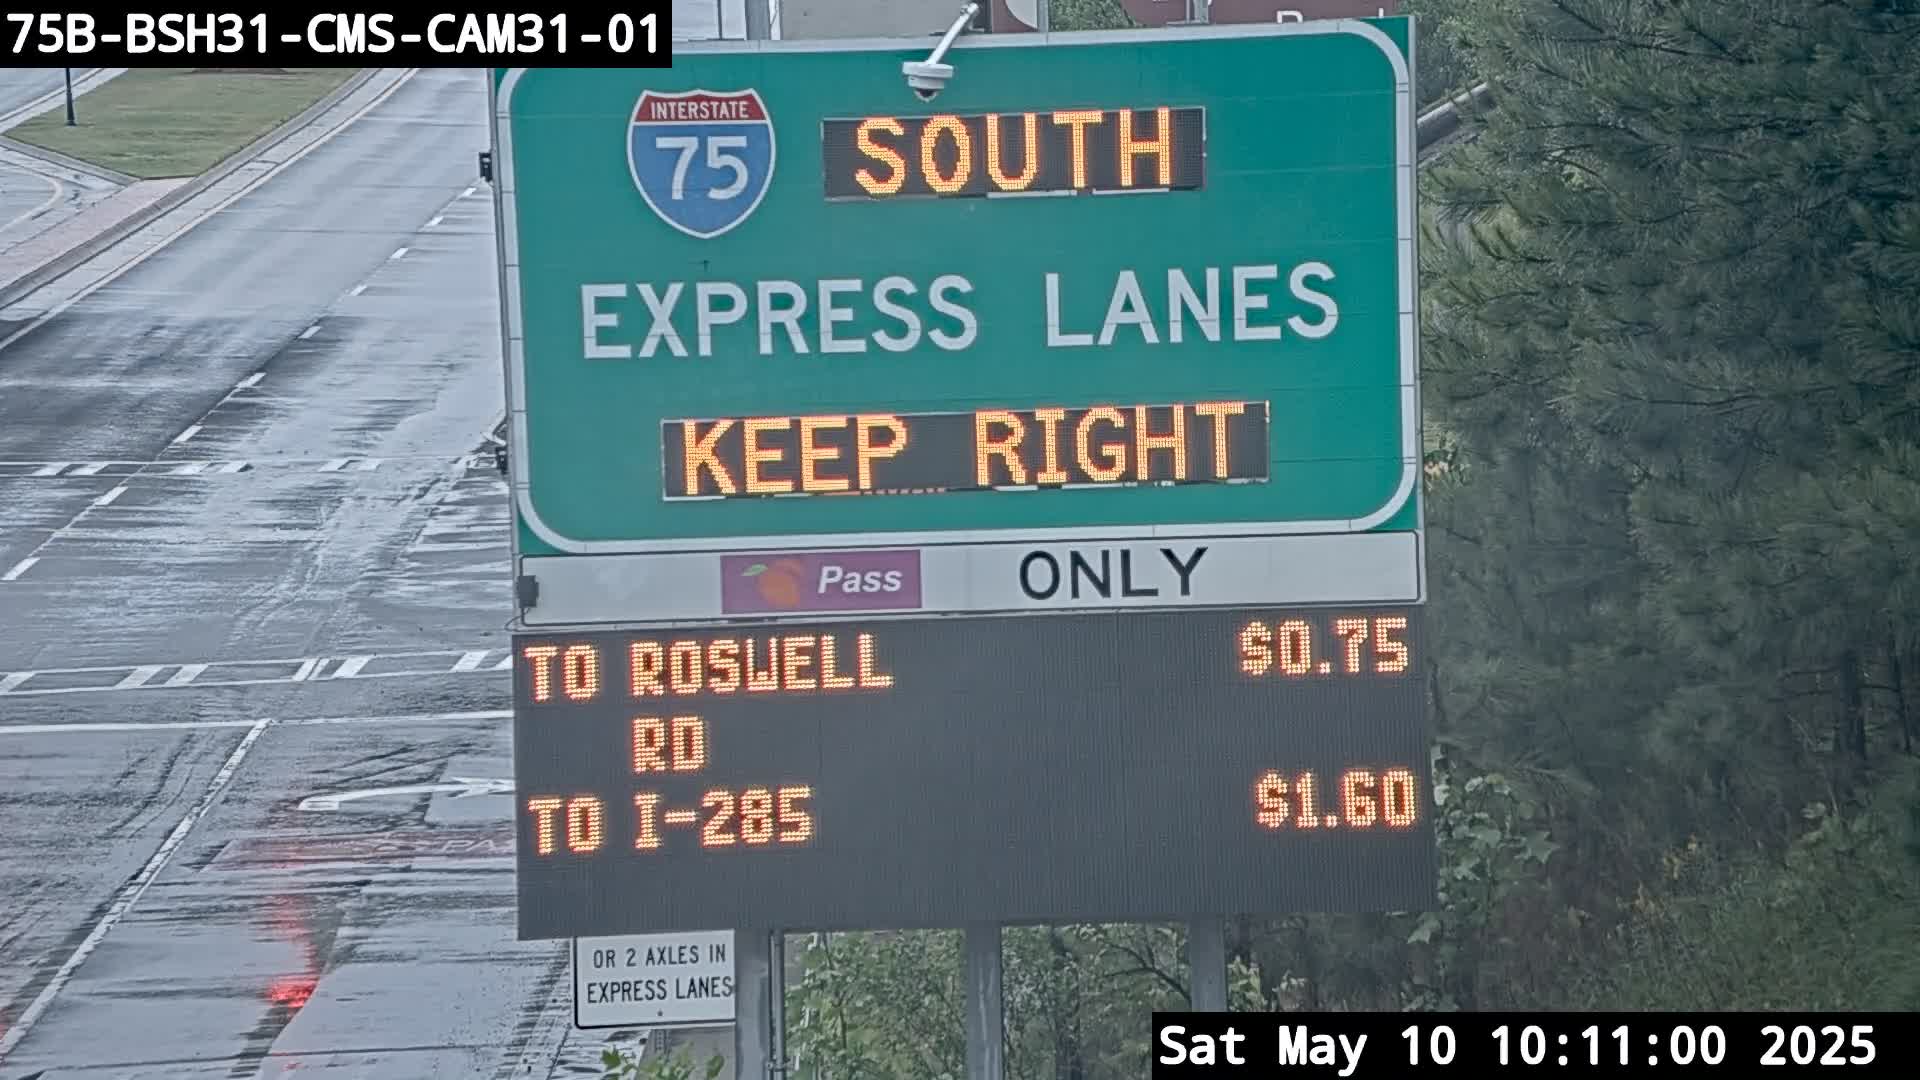 75B-BSH31-CMS-CAM31-01
INTERSTATE
75
SOUTH
EXPRESS LANES
KEEP RIGHT
Pass ONLY
TO ROSWELL $0.75
RD
TO I-285 $1.60
OR 2 AXLES IN
EXPRESS LANES
Sat May 10 10:11:00 2025